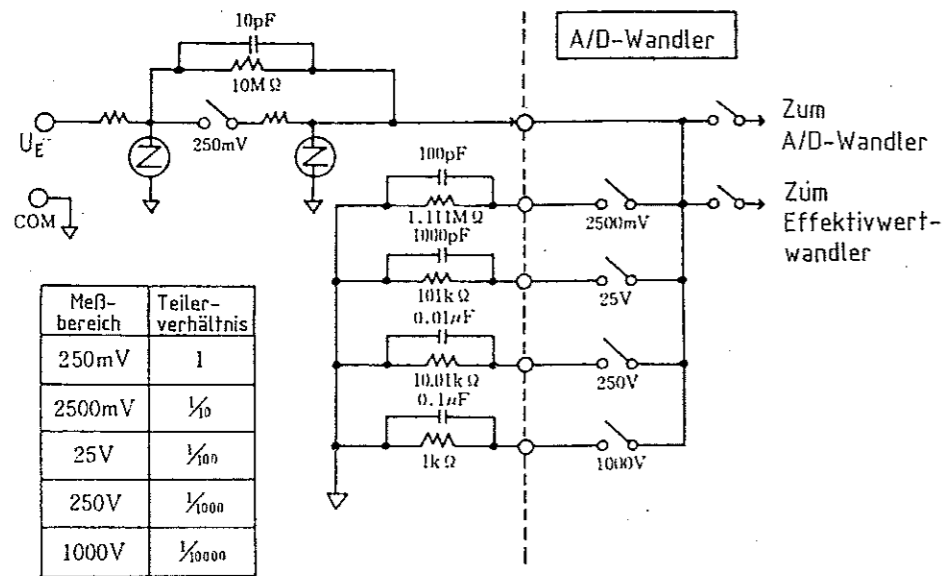 10pF
10MΩ
A/D-Wandler
U_E
250mV
Zum
A/D-Wandler
COM
100pF
1.111MΩ
2500mV
Zum
Effektivwert-
wandler
1000pF
101kΩ
25V
0.01µF
10.01kΩ
250V
0.1µF
1kΩ
1000V
Meß-
bereich
Teiler-
verhältnis
250mV 1
2500mV 1/10
25V 1/100
250V 1/1000
1000V 1/10000